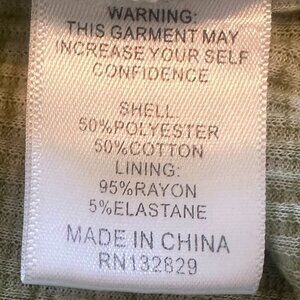 WARNING:
THIS GARMENT MAY
INCREASE YOUR SELF
CONFIDENCE
SHELL:
50%POLYESTER
50%COTTON
LINING:
95%RAYON
5%ELASTANE
MADE IN CHINA
RN132829